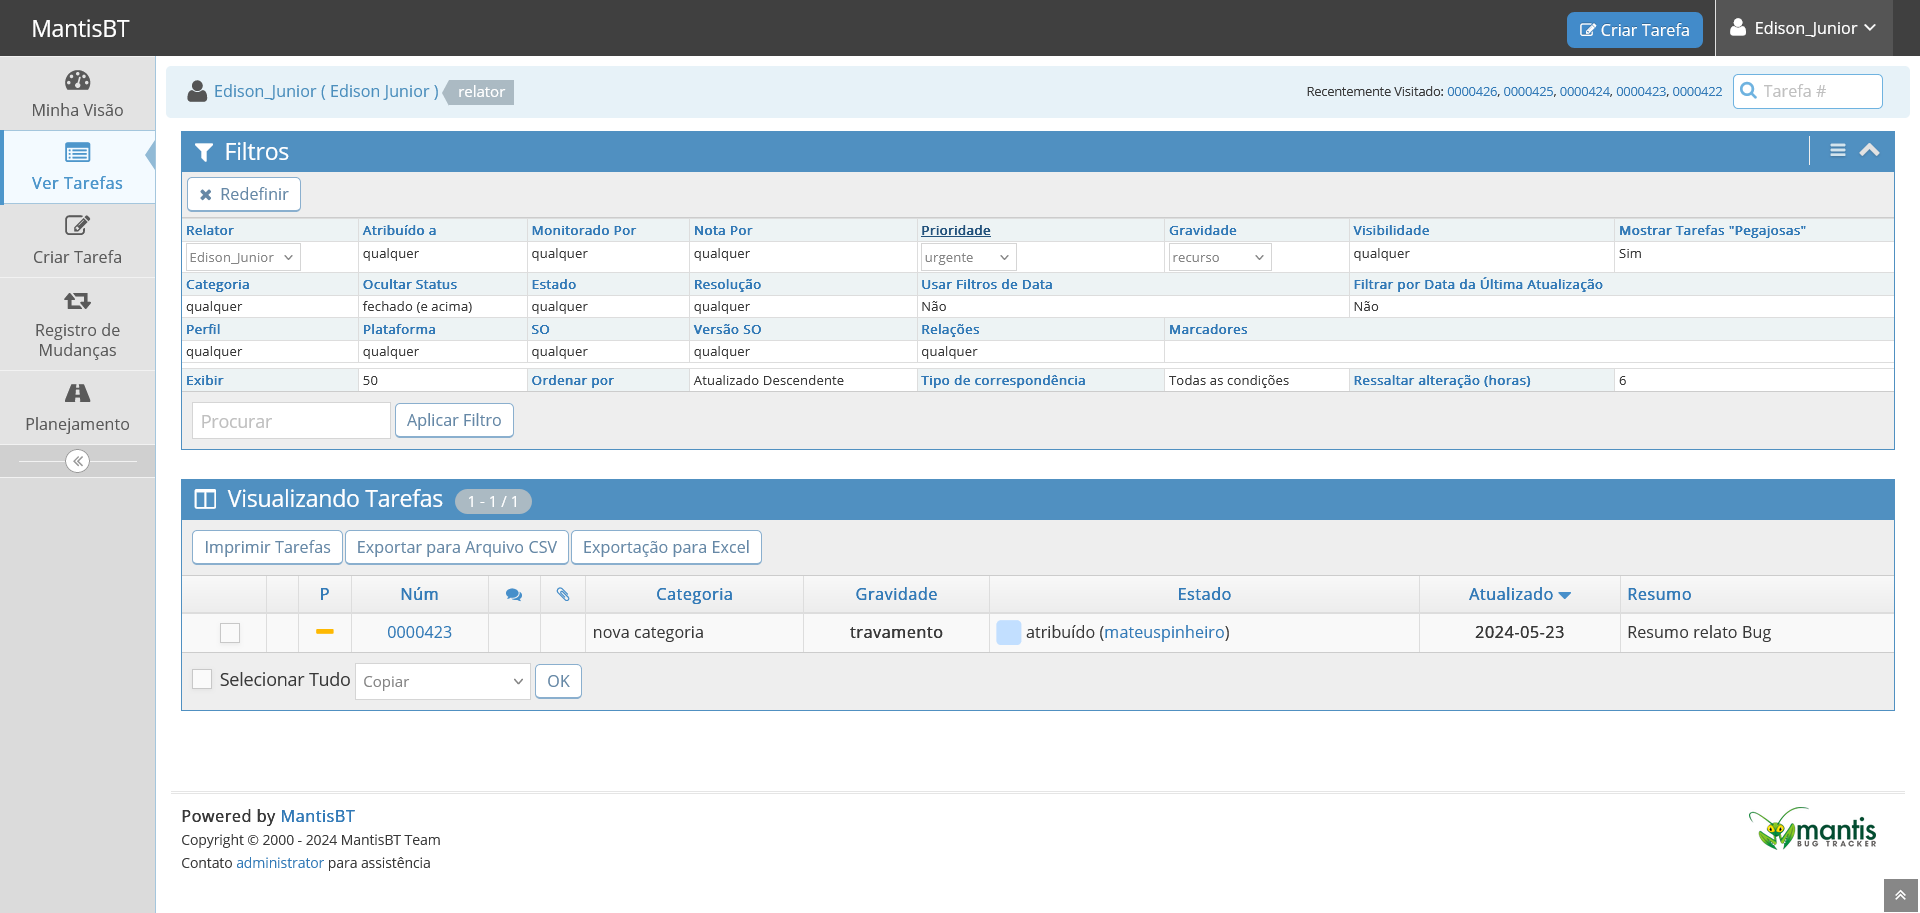 MantisBT
Criar Tarefa
Edison_Junior
Minha Visão
Ver Tarefas
Criar Tarefa
Registro de
Mudanças
Planejamento
Edison_Junior ( Edison Junior ) relator
Recentemente Visitado: 0000426, 0000425, 0000424, 0000423, 0000422
Tarefa #
Filtros
Redefinir
Relator Atribuído a Monitorado Por Nota Por Prioridade Gravidade Visibilidade Mostrar Tarefas "Pegajosas"
Edison_Junior qualquer qualquer qualquer urgente recurso qualquer Sim
Categoria Ocultar Status Estado Resolução Usar Filtros de Data Filtrar por Data da Última Atualização
qualquer fechado (e acima) qualquer qualquer Não Não
Perfil Plataforma SO Versão SO Relações Marcadores
qualquer qualquer qualquer qualquer qualquer
Exibir 50 Ordenar por Atualizado Descendente Tipo de correspondência Todas as condições Ressaltar alteração (horas) 6
Procurar Aplicar Filtro
Visualizando Tarefas 1 - 1 / 1
Imprimir Tarefas Exportar para Arquivo CSV Exportação para Excel
P Núm Categoria Gravidade Estado Atualizado Resumo
0000423 nova categoria travamento atribuído (mateuspinheiro) 2024-05-23 Resumo relato Bug
Selecionar Tudo Copiar OK
Powered by MantisBT
Copyright © 2000 - 2024 MantisBT Team
Contato administrator para assistência
mantis
BUG TRACKER